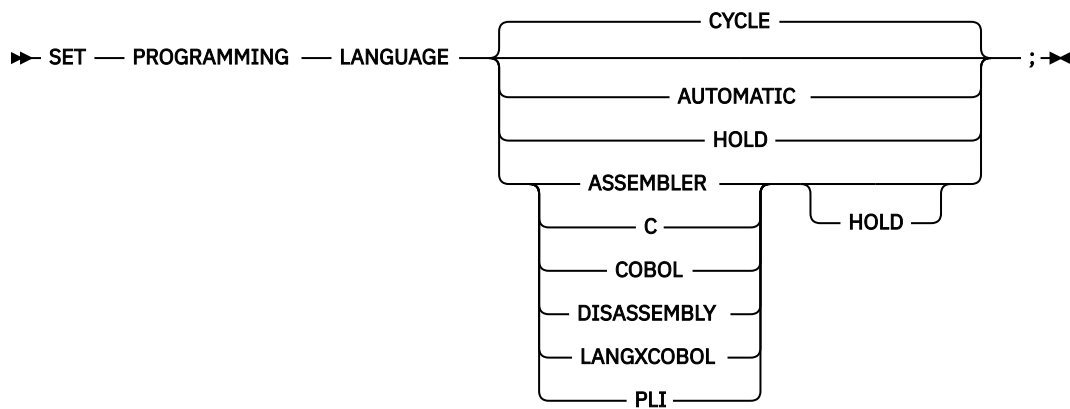 CYCLE
SET PROGRAMMING LANGUAGE ;
AUTOMATIC
HOLD
ASSEMBLER
HOLD
C
COBOL
DISASSEMBLY
LANGXCOBOL
PLI